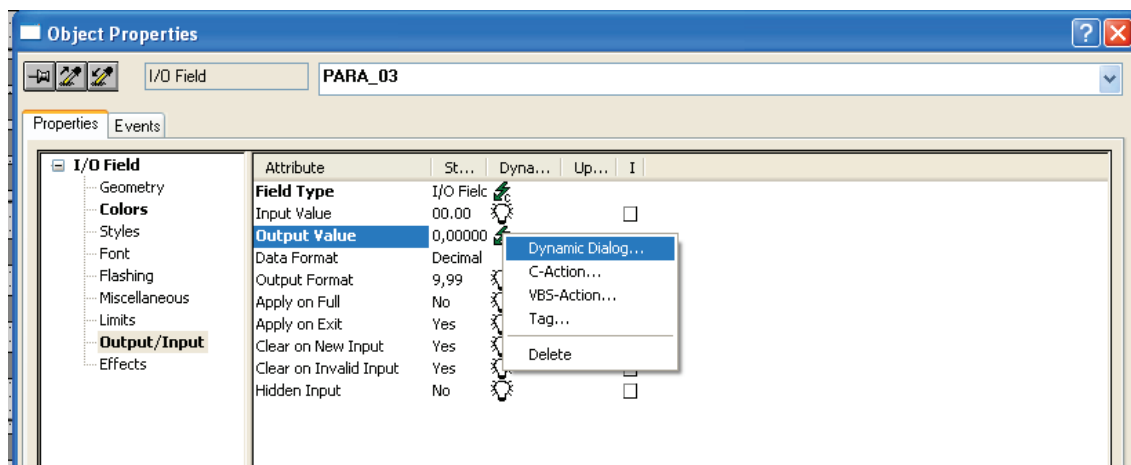 Object Properties
I/O Field PARA_03
Properties Events
I/O Field
Geometry
Colors
Styles
Font
Flashing
Miscellaneous
Limits
Output/Input
Effects
Attribute St... Dyna... Up... I
Field Type I/O Fielc
Input Value 00.00
Output Value 0,00000
Data Format Decimal
Output Format 9,99
Apply on Full No
Apply on Exit Yes
Clear on New Input Yes
Clear on Invalid Input Yes
Hidden Input No
Dynamic Dialog...
C-Action...
VBS-Action...
Tag...
Delete